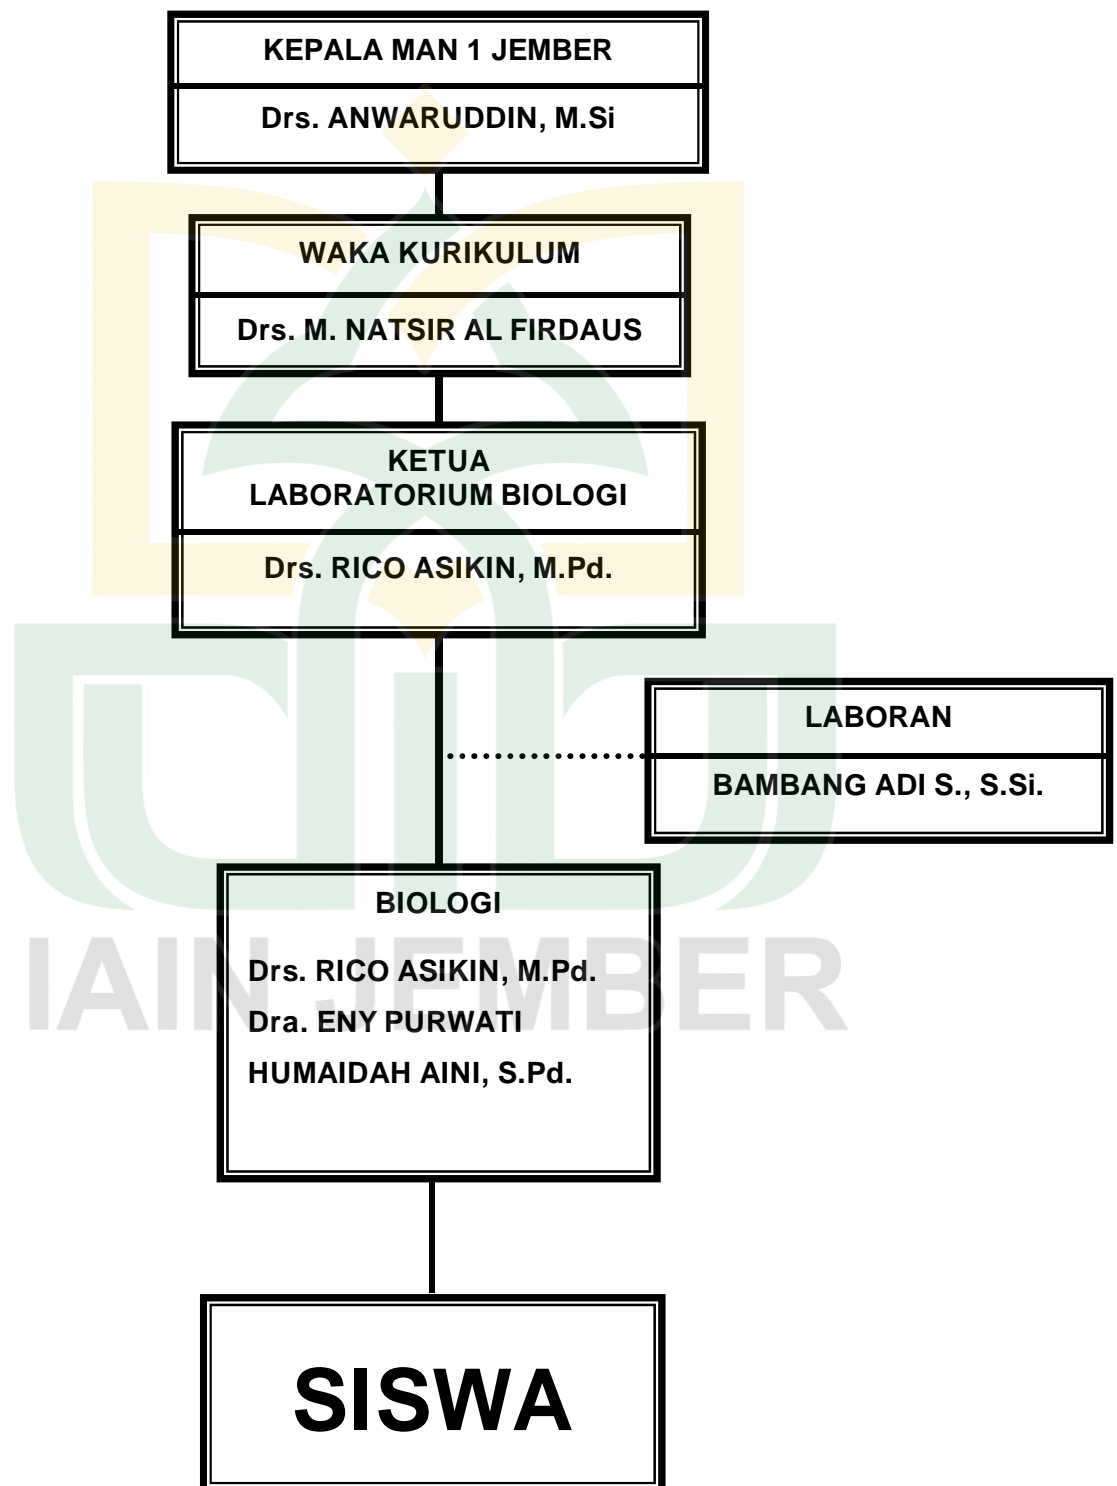 KEPALA MAN 1 JEMBER
Drs. ANWARUDDIN, M.Si
WAKA KURIKULUM
Drs. M. NATSIR AL FIRDAUS
KETUA
LABORATORIUM BIOLOGI
Drs. RICO ASIKIN, M.Pd.
LABORAN
BAMBANG ADI S., S.Si.
BIOLOGI
Drs. RICO ASIKIN, M.Pd.
Dra. ENY PURWATI
HUMAIDAH AINI, S.Pd.
IAIN JEMBER
SISWA